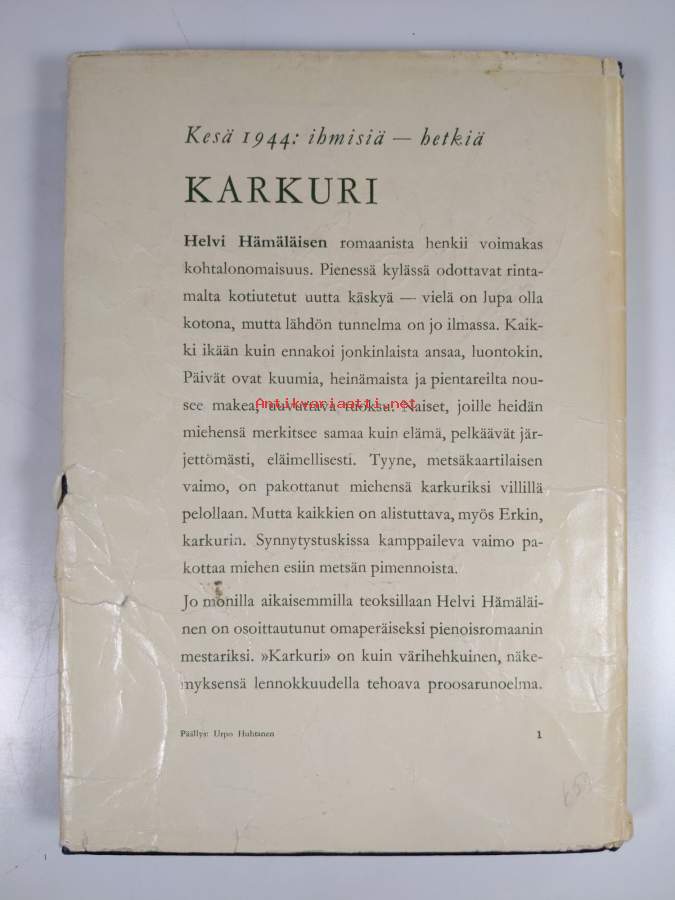 Kesä 1944: ihmisiä — hetkiä
KARKURI
Helvi Hämäläisen romaanista henkii voimakas
kohtalonomaisuus. Pienessä kylässä odottavat rinta-
malta kotiutetut uutta käskyä — vielä on lupa olla
kotona, mutta lähdön tunnelma on jo ilmassa. Kaik-
ki ikään kuin ennakoi jonkinlaista ansaa, luontokin.
Päivät ovat kuumia, heinämaista ja pientareilta nou-
see makea, uuvuttava tuoksu. Naiset, joille heidän
Antikvariaatti.net
miehensä merkitsee samaa kuin elämä, pelkäävät jär-
jettömästi, eläimellisesti. Tyyne, metsäkaartilaisen
vaimo, on pakottanut miehensä karkuriksi villillä
pelollaan. Mutta kaikkien on alistuttava, myös Erkin,
karkurin. Synnytystuskissa kamppaileva vaimo pa-
kottaa miehen esiin metsän pimennoista.
Jo monilla aikaisemmilla teoksillaan Helvi Hämäläi-
nen on osoittautunut omaperäiseksi pienoisromaanin
mestariksi. »Karkuri» on kuin värihehkuinen, näke-
myksensä lennokkuudella tehoava proosarunoelma.
Päällys: Urpo Huhtanen
1